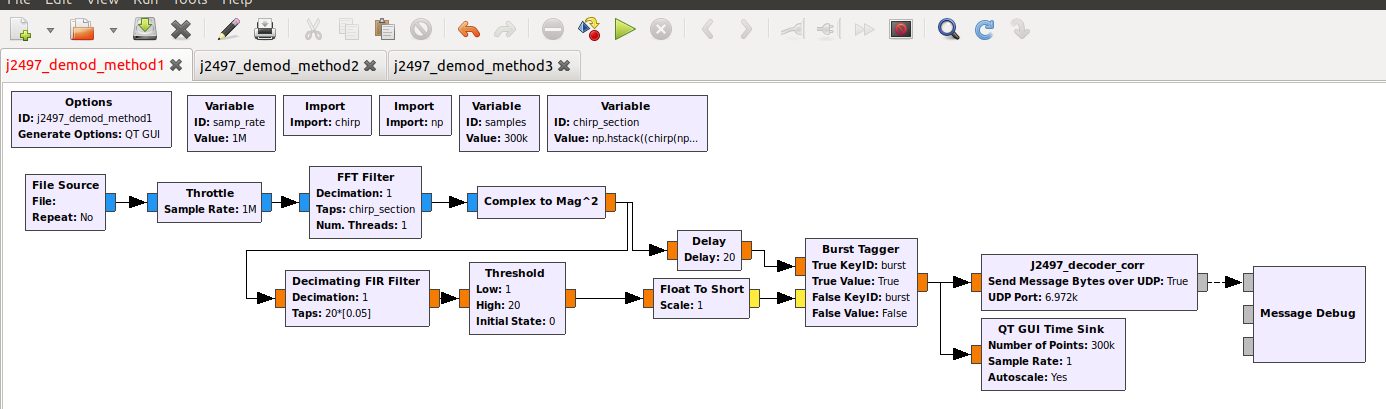 File Edit View Run Tools Help
j2497_demod_method1 j2497_demod_method2 j2497_demod_method3
Options
ID: j2497_demod_method1
Generate Options: QT GUI
Variable
ID: samp_rate
Value: 1M
Import
Import: chirp
Import
Import: np
Variable
ID: samples
Value: 300k
Variable
ID: chirp_section
Value: np.hstack((chirp(np...
File Source
File:
Repeat: No
Throttle
Sample Rate: 1M
FFT Filter
Decimation: 1
Taps: chirp_section
Num. Threads: 1
Complex to Mag^2
Delay
Delay: 20
Decimating FIR Filter
Decimation: 1
Taps: 20*[0.05]
Threshold
Low: 1
High: 20
Initial State: 0
Float To Short
Scale: 1
Burst Tagger
True KeyID: burst
True Value: True
False KeyID: burst
False Value: False
J2497_decoder_corr
Send Message Bytes over UDP: True
UDP Port: 6.972k
QT GUI Time Sink
Number of Points: 300k
Sample Rate: 1
Autoscale: Yes
Message Debug